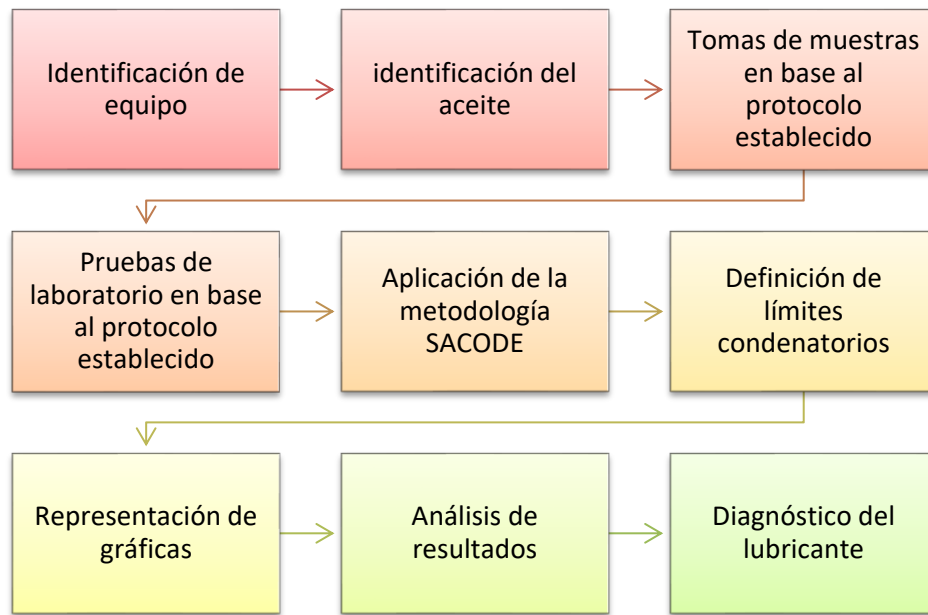 Identificación de
equipo
identificación del
aceite
Tomas de muestras
en base al
protocolo
establecido
Pruebas de
laboratorio en base
al protocolo
establecido
Aplicación de la
metodología
SACODE
Definición de
límites
condenatorios
Representación de
gráficas
Análisis de
resultados
Diagnóstico del
lubricante